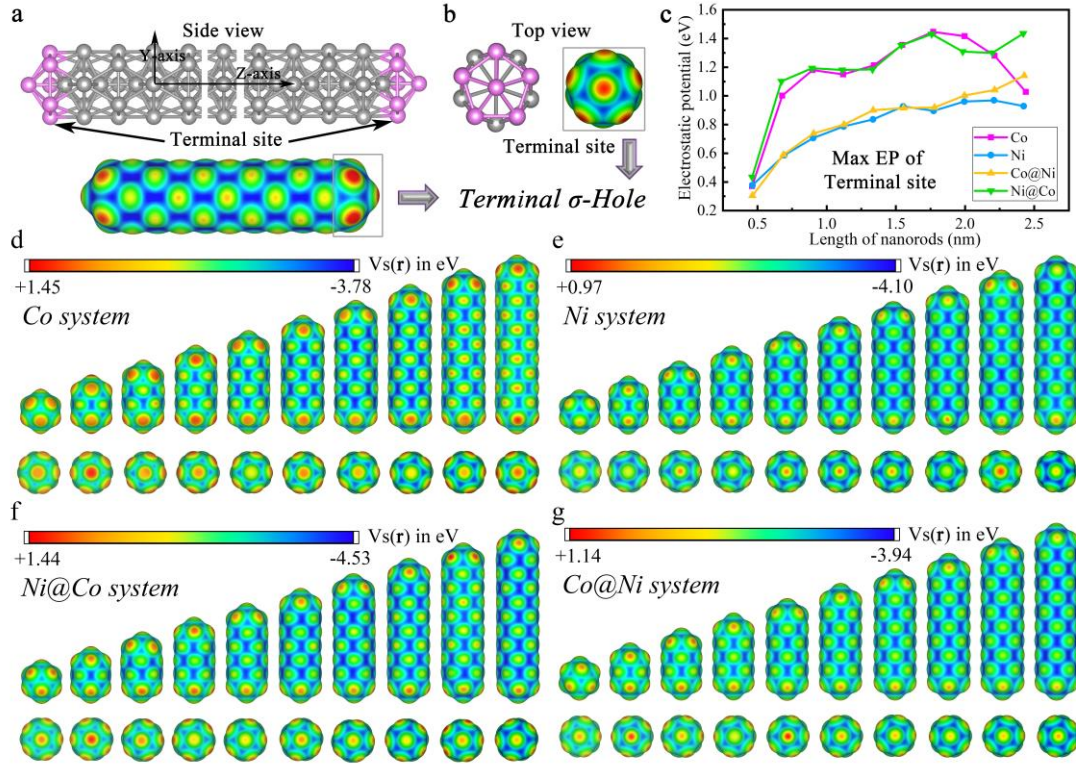 a
Side view
Y-axis
Z-axis
Terminal site
b
Top view
Terminal site
Terminal σ-Hole
c
Electrostatic potential (eV)
1.6
1.4
1.2
1.0
0.8
0.6
0.4
0.2
Co
Ni
Co@Ni
Ni@Co
Max EP of
Terminal site
0.5 1.0 1.5 2.0 2.5
Length of nanorods (nm)
d
Vs(r) in eV
+1.45 -3.78
Co system
e
Vs(r) in eV
+0.97 -4.10
Ni system
f
Vs(r) in eV
+1.44 -4.53
Ni@Co system
g
Vs(r) in eV
+1.14 -3.94
Co@Ni system